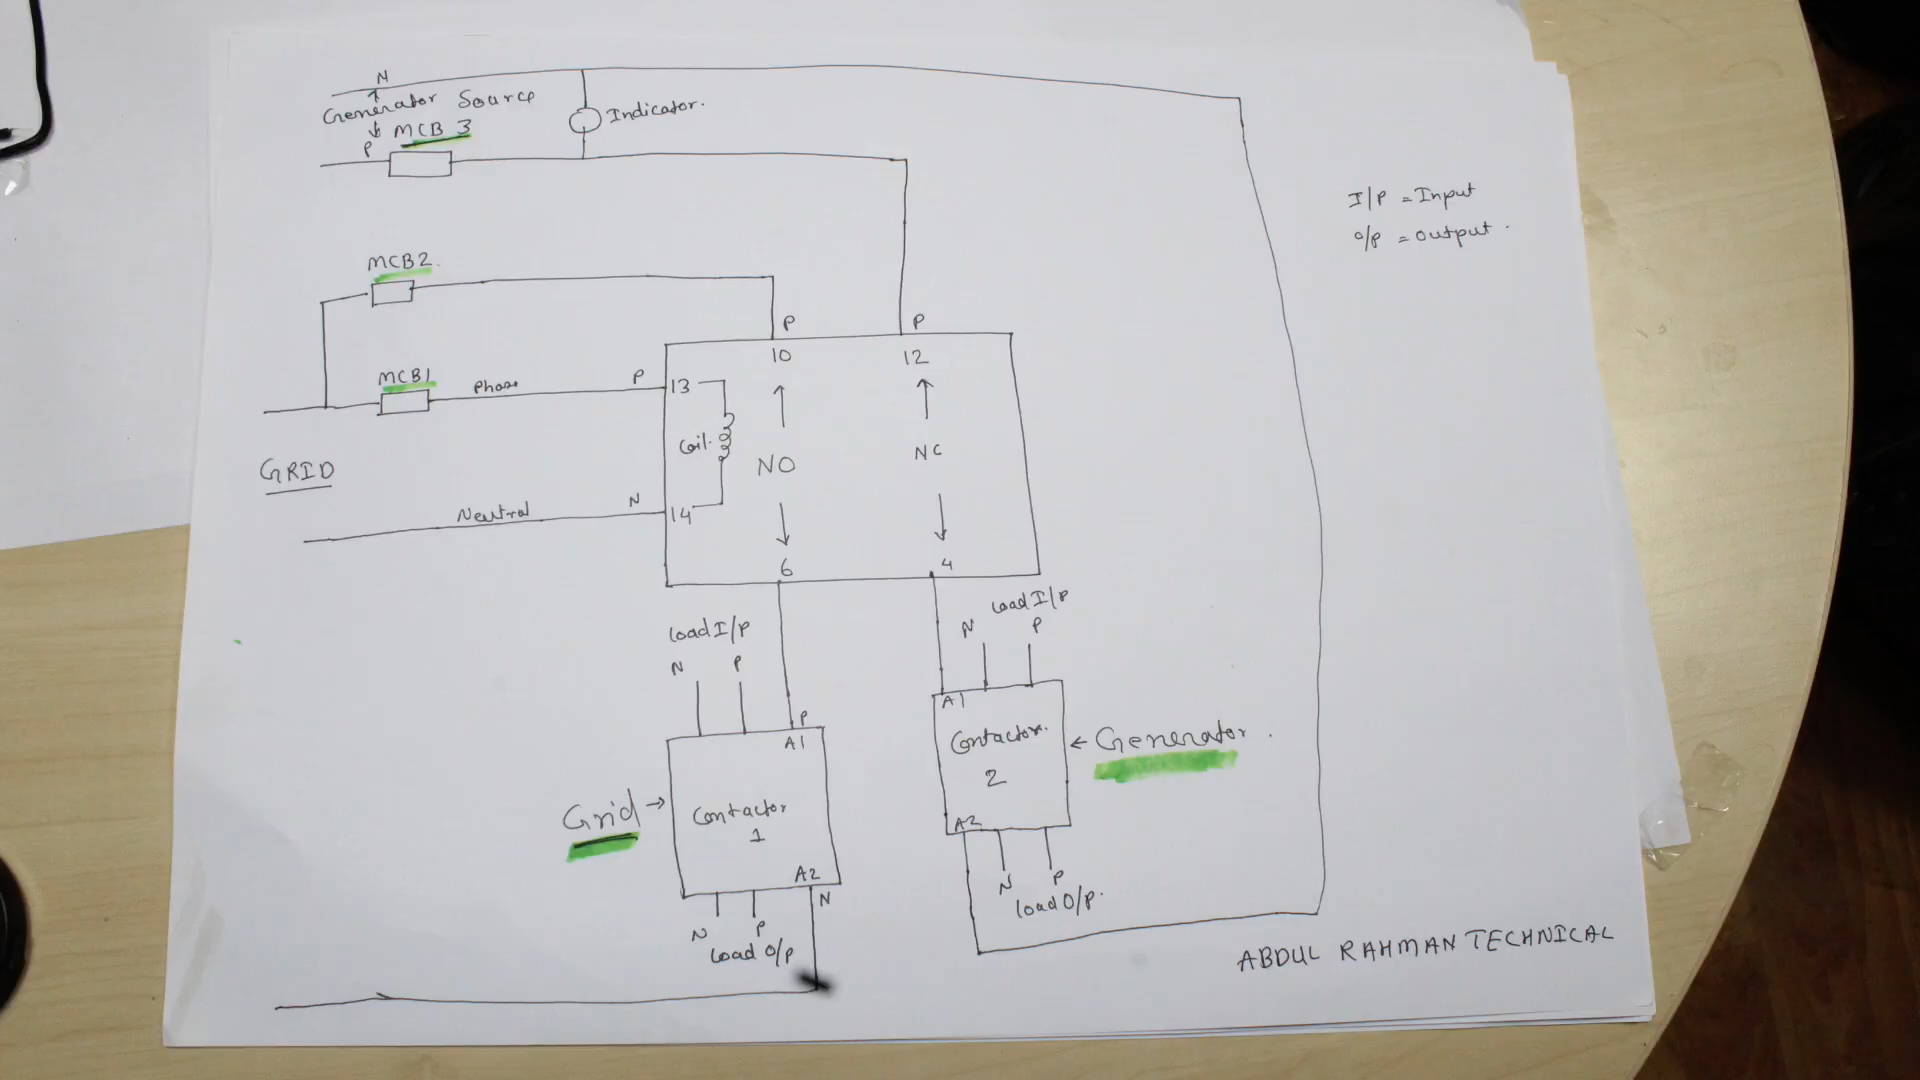 N
Generator Source
P
MCB 3
Indicator.
I/P = Input
O/P = output.
MCB2.
MCB1
Phase
P
P
P
10
12
13
Coil.
NO
NC
GRID
Neutral
N
14
6
4
Load I/P
N P
Load I/P
N P
P
A1
Contactor
1
Grid
A2
N
N P
Load O/P
A1
Contactor.
2
Generator.
A2
N P
Load O/P.
ABDUL RAHMAN TECHNICAL